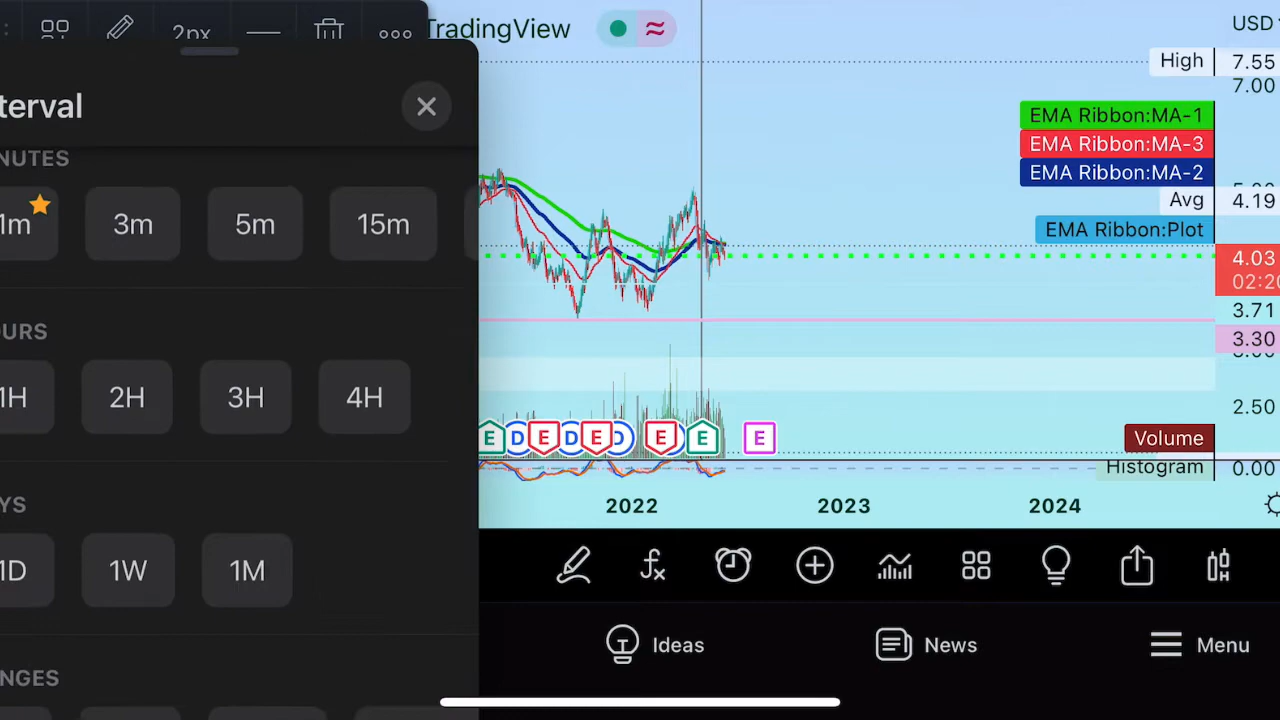 2px
TradingView
USD
terval
High 7.55
7.00
EMA Ribbon:MA-1
NUTES
EMA Ribbon:MA-3
EMA Ribbon:MA-2
1m 3m 5m 15m
Avg 4.19
EMA Ribbon:Plot
4.03
02:20
3.71
URS
3.30
1H 2H 3H 4H
2.50
E D E D E D E E E
Volume
Histogram 0.00
YS
2022 2023 2024
1D 1W 1M
Ideas News Menu
NGES